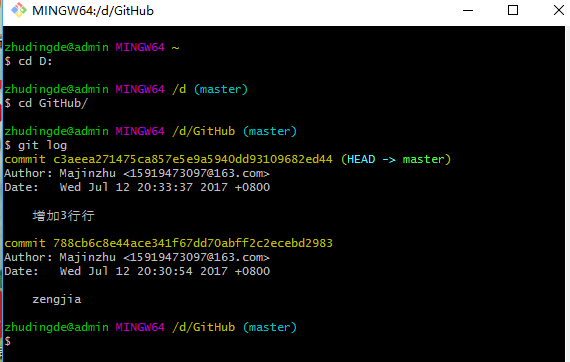 MINGW64:/d/GitHub
zhudingde@admin MINGW64 ~
$ cd D:
zhudingde@admin MINGW64 /d (master)
$ cd GitHub/
zhudingde@admin MINGW64 /d/GitHub (master)
$ git log
commit c3aeea271475ca857e5e9a5940dd93109682ed44 (HEAD -> master)
Author: Majinzhu <15919473097@163.com>
Date:   Wed Jul 12 20:33:37 2017 +0800
增加3行行
commit 788cb6c8e44ace341f67dd70abff2c2ecebd2983
Author: Majinzhu <15919473097@163.com>
Date:   Wed Jul 12 20:30:54 2017 +0800
zengjia
zhudingde@admin MINGW64 /d/GitHub (master)
$